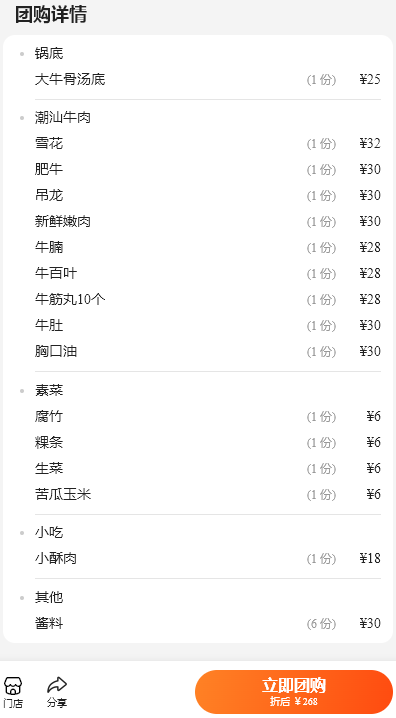 团购详情
锅底
大牛骨汤底 (1 份) ¥25
潮汕牛肉
雪花 (1 份) ¥32
肥牛 (1 份) ¥30
吊龙 (1 份) ¥30
新鲜嫩肉 (1 份) ¥30
牛腩 (1 份) ¥28
牛百叶 (1 份) ¥28
牛筋丸10个 (1 份) ¥28
牛肚 (1 份) ¥30
胸口油 (1 份) ¥30
素菜
腐竹 (1 份) ¥6
粿条 (1 份) ¥6
生菜 (1 份) ¥6
苦瓜玉米 (1 份) ¥6
小吃
小酥肉 (1 份) ¥18
其他
酱料 (6 份) ¥30
立即团购
门店 分享 折后 ¥268